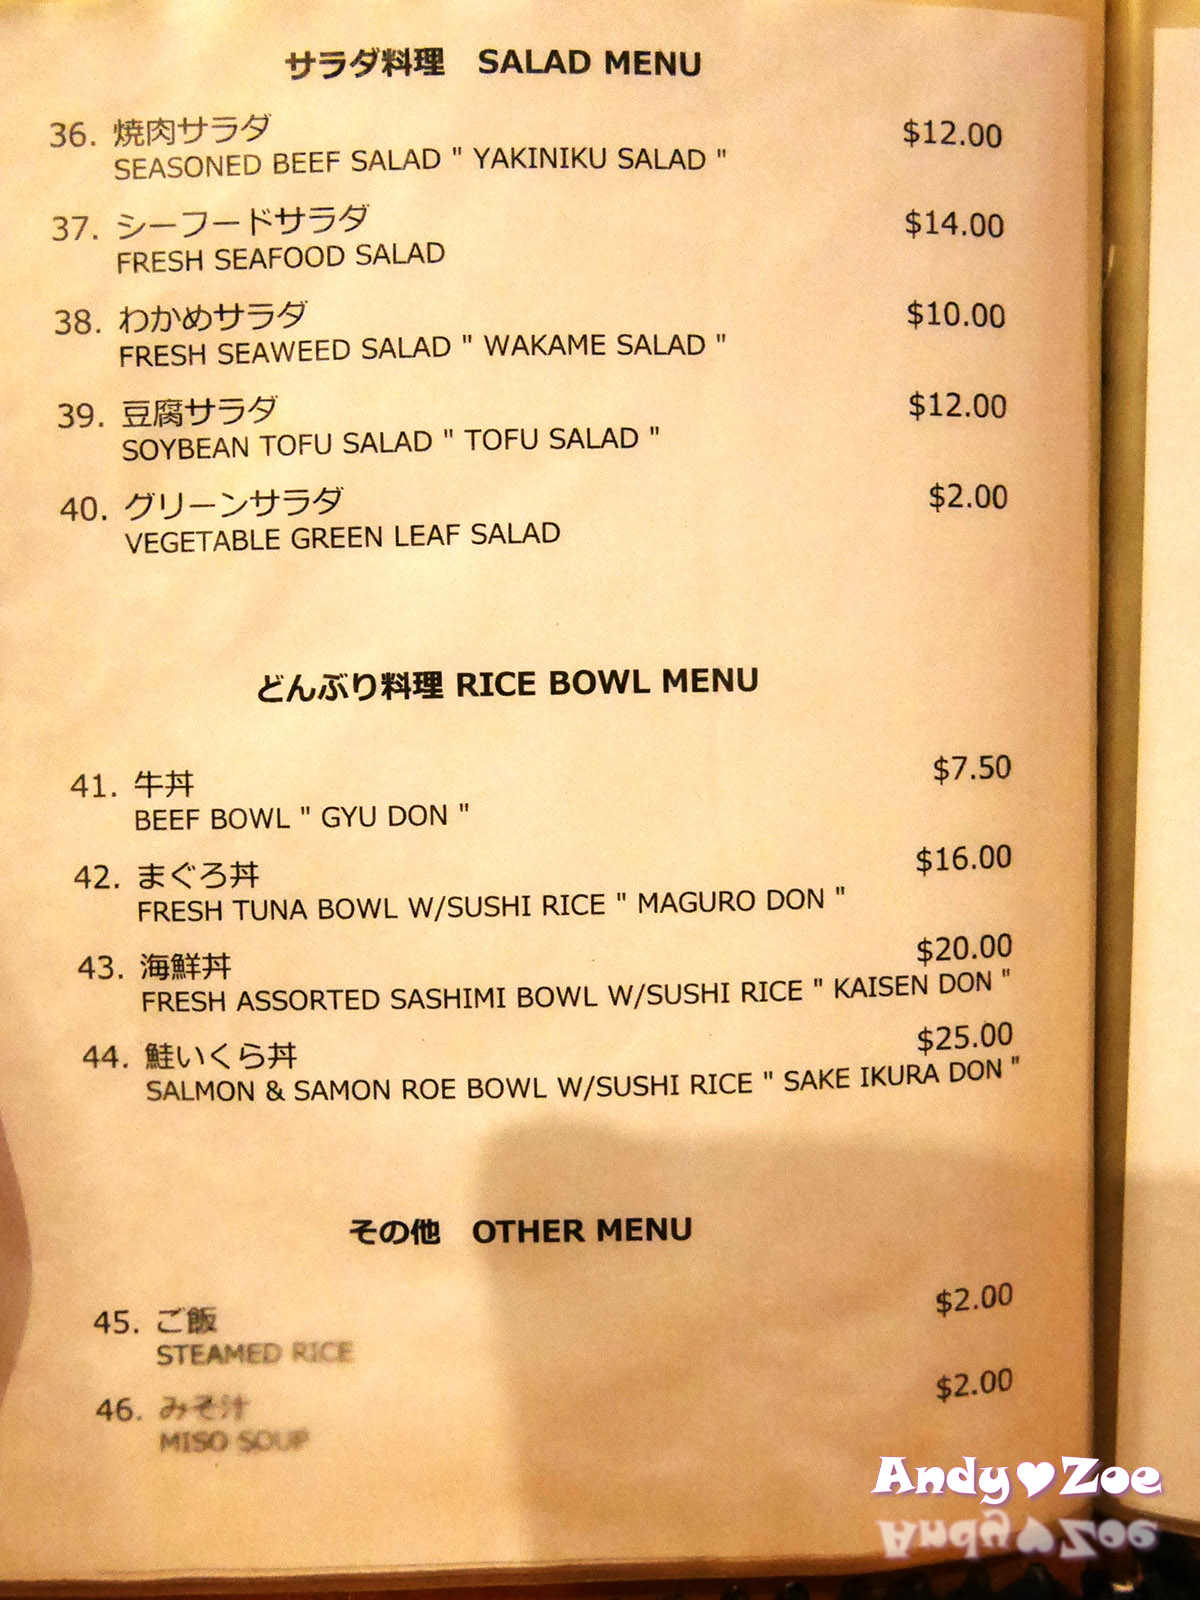 サラダ料理 SALAD MENU
36. 焼肉サラダ $12.00
SEASONED BEEF SALAD " YAKINIKU SALAD "
37. シーフードサラダ $14.00
FRESH SEAFOOD SALAD
38. わかめサラダ $10.00
FRESH SEAWEED SALAD " WAKAME SALAD "
39. 豆腐サラダ $12.00
SOYBEAN TOFU SALAD " TOFU SALAD "
40. グリーンサラダ $2.00
VEGETABLE GREEN LEAF SALAD
どんぶり料理 RICE BOWL MENU
41. 牛丼 $7.50
BEEF BOWL " GYU DON "
42. まぐろ丼 $16.00
FRESH TUNA BOWL W/SUSHI RICE " MAGURO DON "
43. 海鮮丼 $20.00
FRESH ASSORTED SASHIMI BOWL W/SUSHI RICE " KAISEN DON "
44. 鮭いくら丼 $25.00
SALMON & SAMON ROE BOWL W/SUSHI RICE " SAKE IKURA DON "
その他 OTHER MENU
45. ご飯 $2.00
STEAMED RICE
46. みそ汁 $2.00
MISO SOUP
Andy♥Zoe